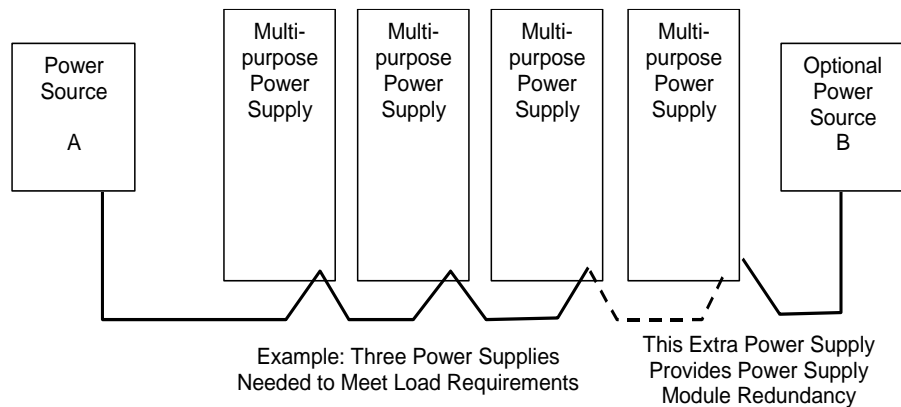 Power
Source
A
Multi-
purpose
Power
Supply
Multi-
purpose
Power
Supply
Multi-
purpose
Power
Supply
Multi-
purpose
Power
Supply
Optional
Power
Source
B
Example: Three Power Supplies
Needed to Meet Load Requirements
This Extra Power Supply
Provides Power Supply
Module Redundancy